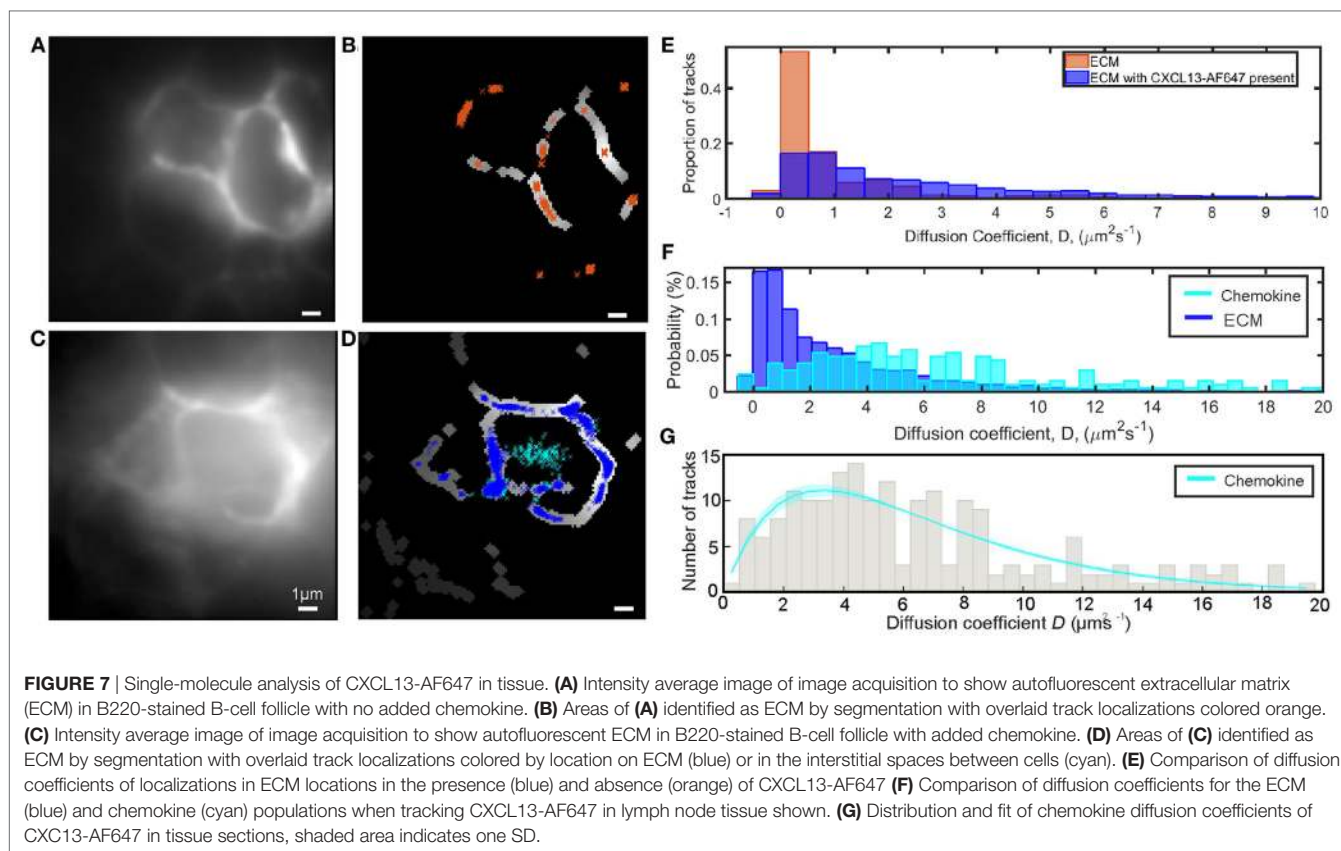 A
B
C
1µm
D
E
ECM
ECM with CXCL13-AF647 present
Proportion of tracks
0.4
0.2
0
-1 0 1 2 3 4 5 6 7 8 9 10
Diffusion Coefficient, D, (µm²s⁻¹)
F
Chemokine
ECM
Probability (%)
0.15
0.1
0.05
0
0 2 4 6 8 10 12 14 16 18 20
Diffusion coefficient, D, (µm²s⁻¹)
G
Chemokine
Number of tracks
15
10
5
0
0 2 4 6 8 10 12 14 16 18 20
Diffusion coefficient D (µm²s⁻¹)
FIGURE 7 | Single-molecule analysis of CXCL13-AF647 in tissue. (A) Intensity average image of image acquisition to show autofluorescent extracellular matrix
(ECM) in B220-stained B-cell follicle with no added chemokine. (B) Areas of (A) identified as ECM by segmentation with overlaid track localizations colored orange.
(C) Intensity average image of image acquisition to show autofluorescent ECM in B220-stained B-cell follicle with added chemokine. (D) Areas of (C) identified as
ECM by segmentation with overlaid track localizations colored by location on ECM (blue) or in the interstitial spaces between cells (cyan). (E) Comparison of diffusion
coefficients of localizations in ECM locations in the presence (blue) and absence (orange) of CXCL13-AF647 (F) Comparison of diffusion coefficients for the ECM
(blue) and chemokine (cyan) populations when tracking CXCL13-AF647 in lymph node tissue shown. (G) Distribution and fit of chemokine diffusion coefficients of
CXC13-AF647 in tissue sections, shaded area indicates one SD.